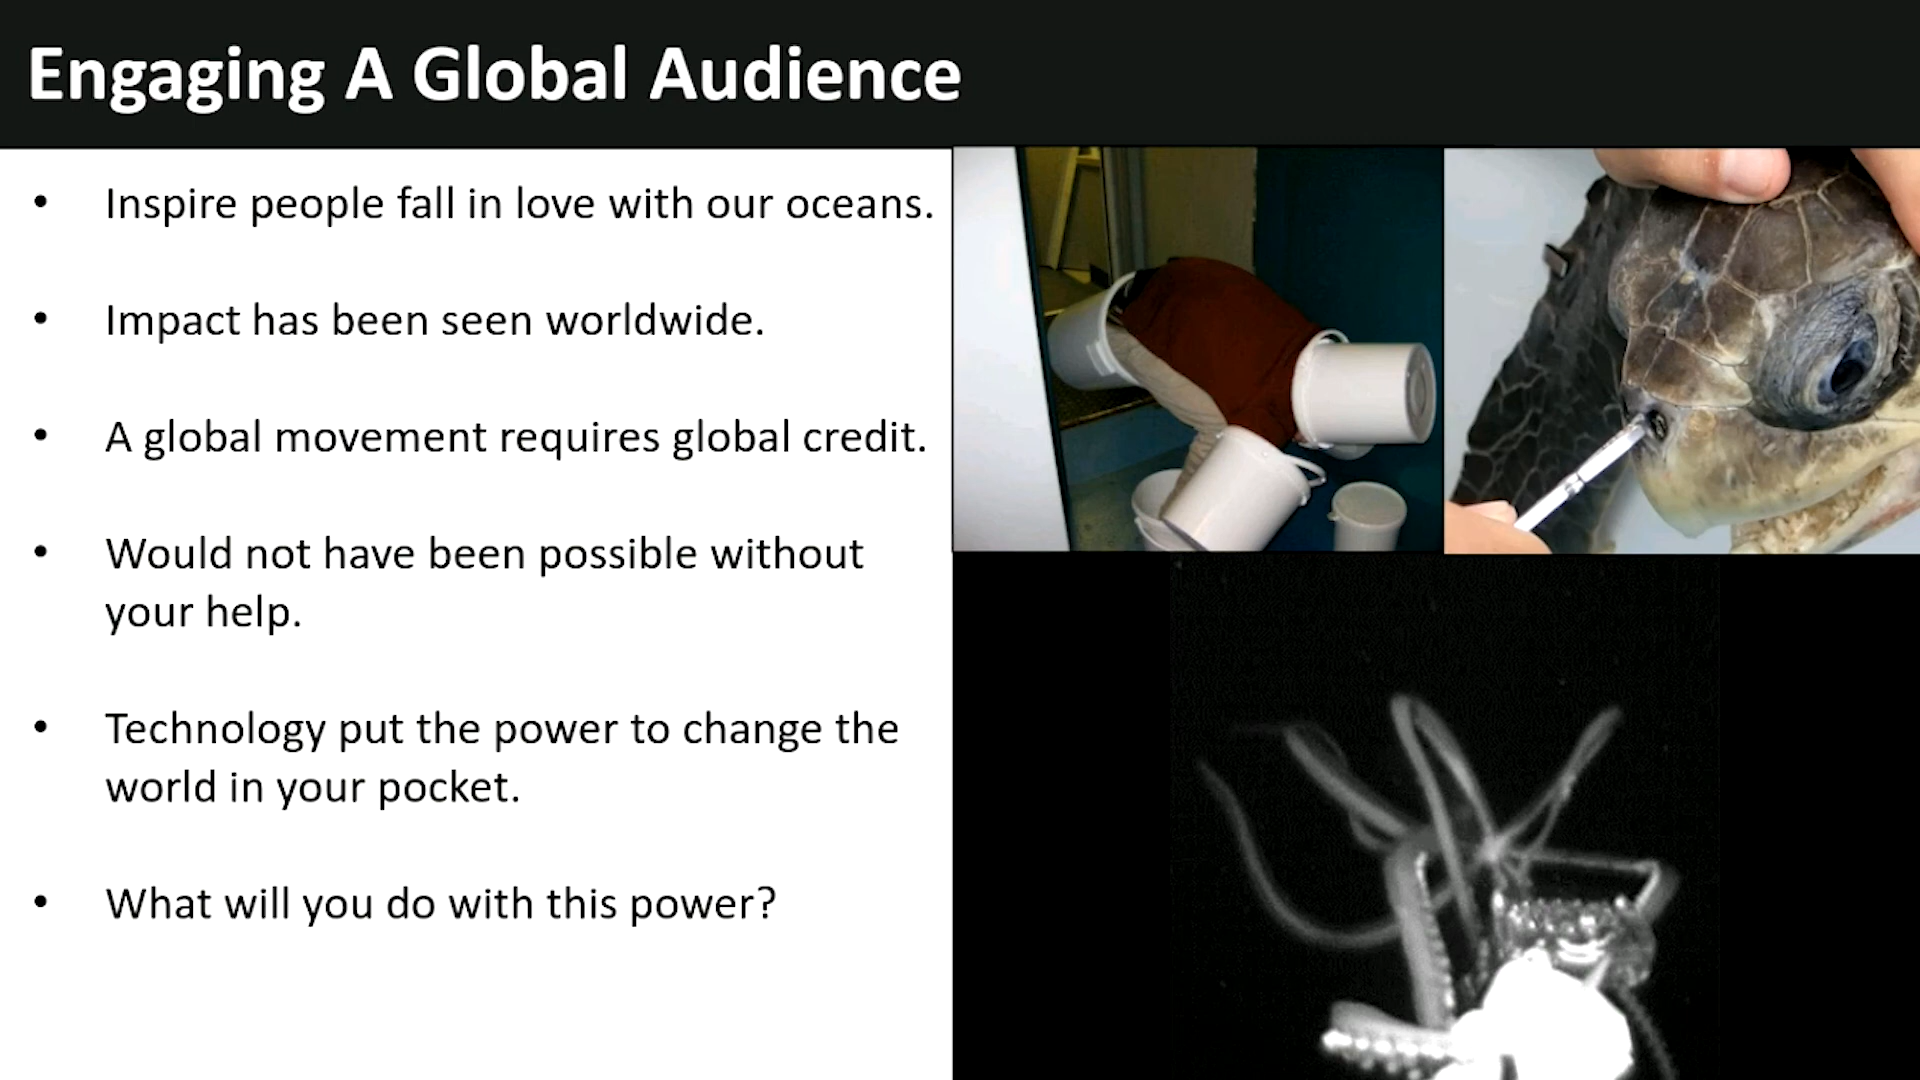 Engaging A Global Audience
• Inspire people fall in love with our oceans.
• Impact has been seen worldwide.
• A global movement requires global credit.
• Would not have been possible without
your help.
• Technology put the power to change the
world in your pocket.
• What will you do with this power?